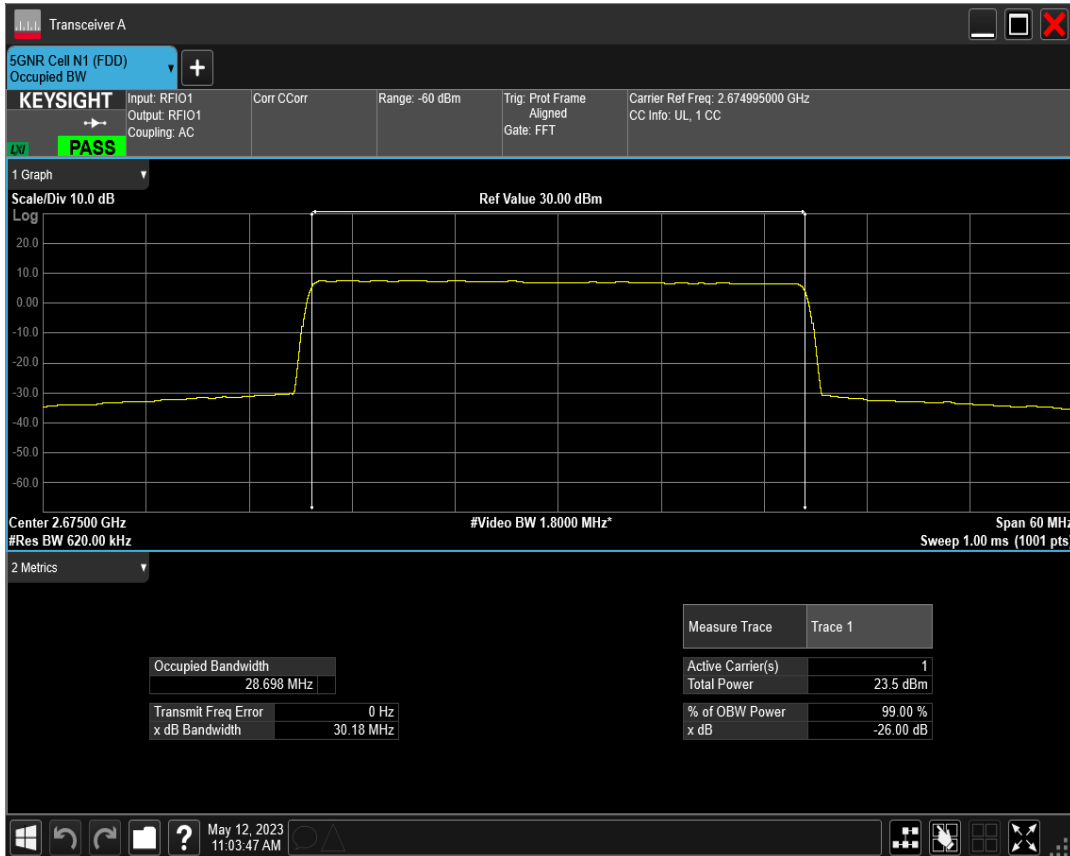 Transceiver A
5GNR Cell N1 (FDD)
Occupied BW
+
KEYSIGHT
LXI
PASS
Input: RFIO1
Output: RFIO1
Coupling: AC
Corr CCorr
Range: -60 dBm
Trig: Prot Frame
Aligned
Gate: FFT
Carrier Ref Freq: 2.674995000 GHz
CC Info: UL, 1 CC
1 Graph
Scale/Div 10.0 dB
Ref Value 30.00 dBm
Log
20.0
10.0
0.00
-10.0
-20.0
-30.0
-40.0
-50.0
-60.0
Center 2.67500 GHz
#Video BW 1.8000 MHz*
Span 60 MHz
#Res BW 620.00 kHz
Sweep 1.00 ms (1001 pts)
2 Metrics
Measure Trace Trace 1
Occupied Bandwidth
28.698 MHz
Active Carrier(s) 1
Total Power 23.5 dBm
Transmit Freq Error 0 Hz
x dB Bandwidth 30.18 MHz
% of OBW Power 99.00 %
x dB -26.00 dB
?
May 12, 2023
11:03:47 AM